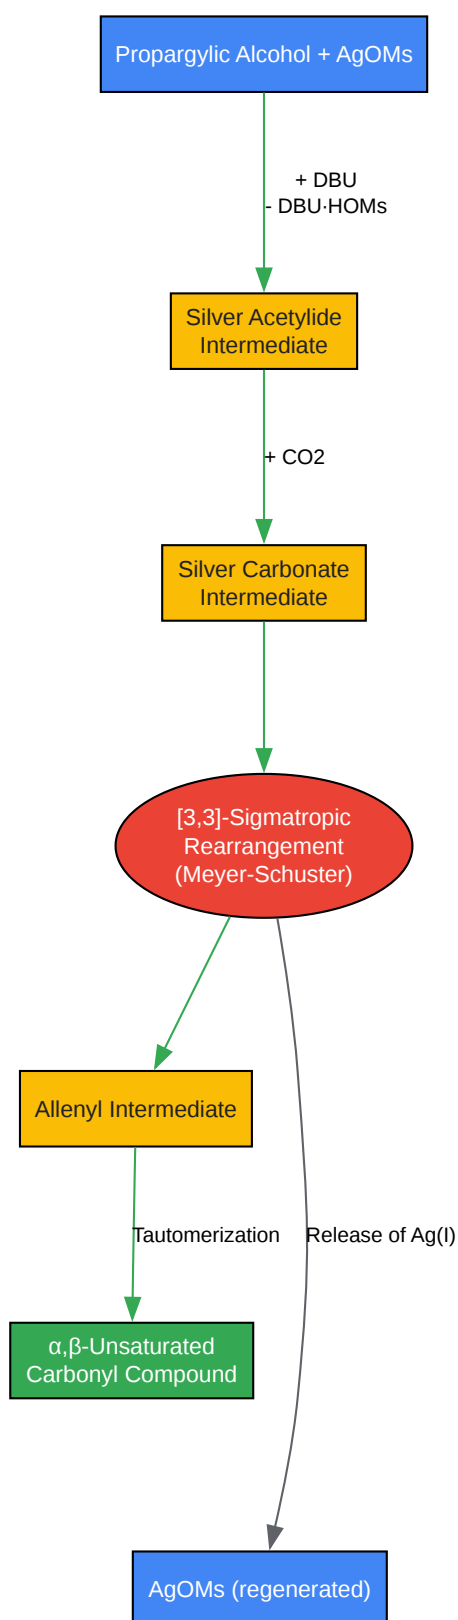 Propargylic Alcohol + AgOMs
+ DBU
- DBU·HOMs
Silver Acetylide
Intermediate
+ CO2
Silver Carbonate
Intermediate
[3,3]-Sigmatropic
Rearrangement
(Meyer-Schuster)
Allenyl Intermediate
Tautomerization
Release of Ag(I)
α,β-Unsaturated
Carbonyl Compound
AgOMs (regenerated)